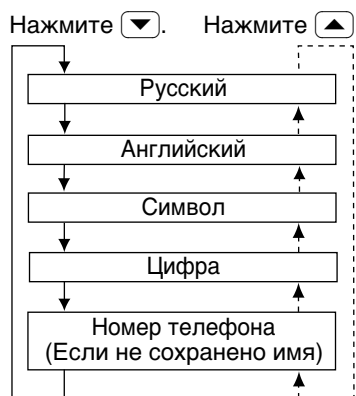 Нажмите ▼. Нажмите ▲
Русский
Английский
Символ
Цифра
Номер телефона
(Если не сохранено имя)